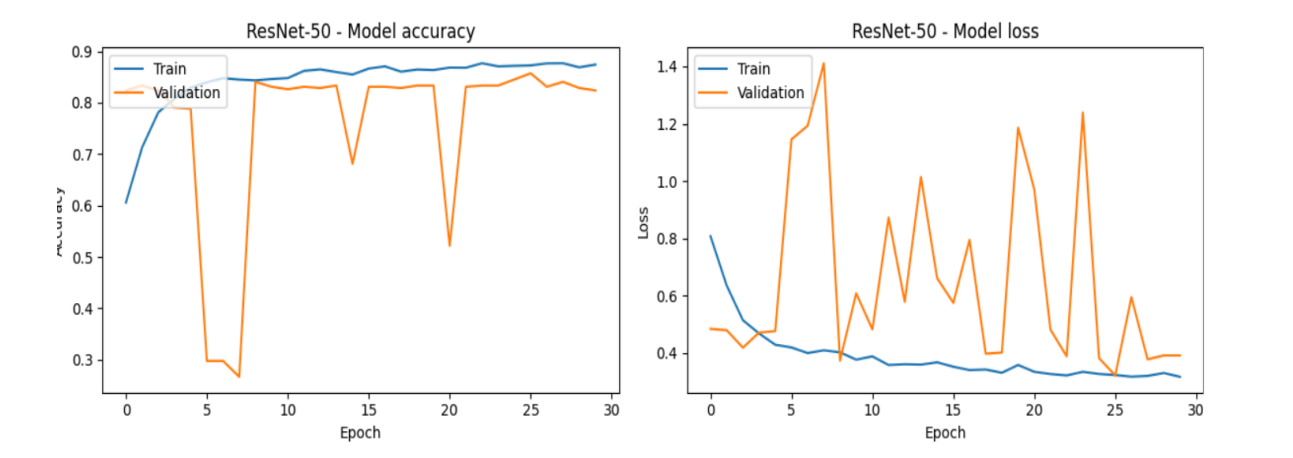 ResNet-50 - Model accuracy
0.9
0.8
0.7
0.6
0.5
0.4
0.3
Accuracy
Train
Validation
0 5 10 15 20 25 30
Epoch
ResNet-50 - Model loss
1.4
1.2
1.0
0.8
0.6
0.4
Loss
Train
Validation
0 5 10 15 20 25 30
Epoch